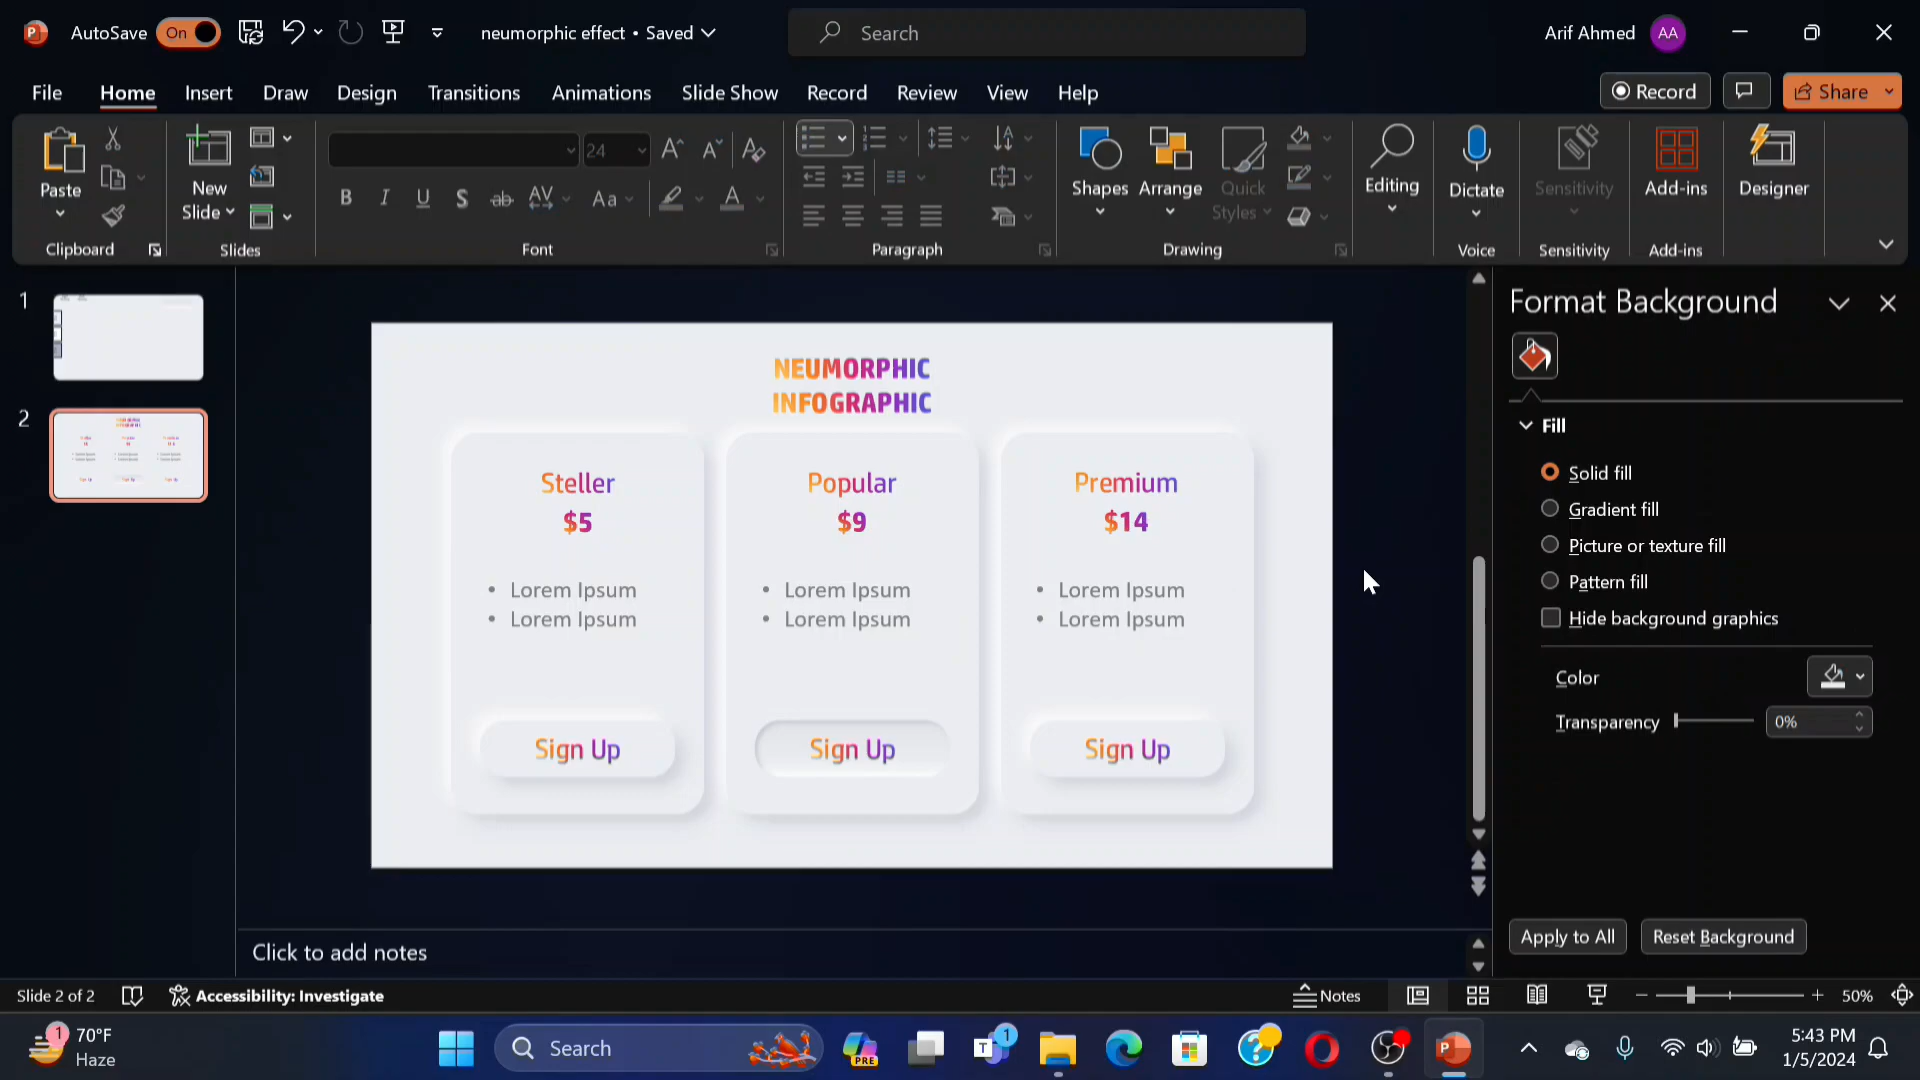 AutoSave On neumorphic effect • Saved Search Arif Ahmed AA
File Home Insert Draw Design Transitions Animations Slide Show Record Review View Help Record Share
Paste New Slide 24 Shapes Arrange Quick Styles Editing Dictate Sensitivity Add-ins Designer
B I U S ab AV Aa A
Clipboard Slides Font Paragraph Drawing Voice Sensitivity Add-ins
1
2
NEUMORPHIC
INFOGRAPHIC
Steller
$5
• Lorem Ipsum
• Lorem Ipsum
Sign Up
Popular
$9
• Lorem Ipsum
• Lorem Ipsum
Sign Up
Premium
$14
• Lorem Ipsum
• Lorem Ipsum
Sign Up
Format Background
Fill
Solid fill
Gradient fill
Picture or texture fill
Pattern fill
Hide background graphics
Color
Transparency 0%
Apply to All Reset Background
Click to add notes
Slide 2 of 2 Accessibility: Investigate Notes 50%
1 70°F
Haze
Search PRE T 1 P
5:43 PM
1/5/2024